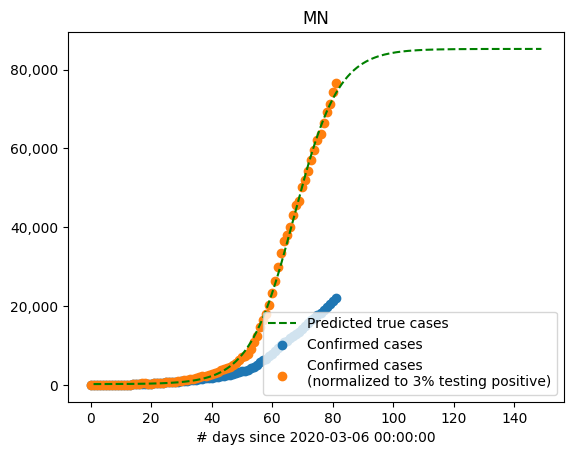 MN
80,000
60,000
40,000
20,000
0
Predicted true cases
Confirmed cases
Confirmed cases
(normalized to 3% testing positive)
0 20 40 60 80 100 120 140
# days since 2020-03-06 00:00:00